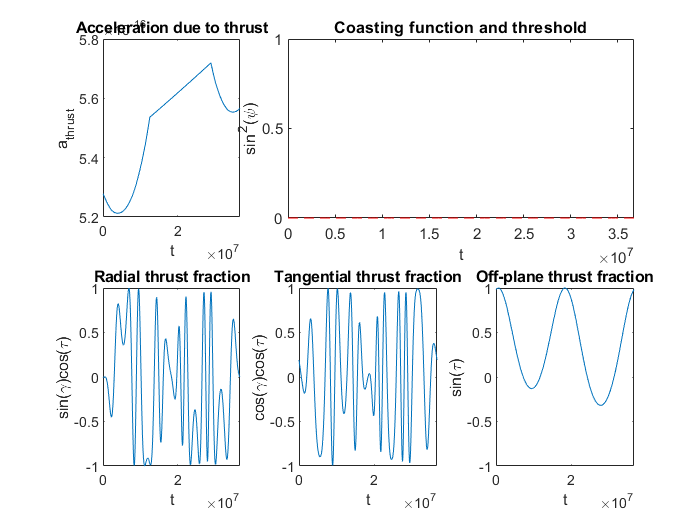 Acceleration due to thrust
5.8
5.6
5.4
5.2
a_thrust
0
2
t
×10^7
Coasting function and threshold
1
0.5
0
sin^2(ψ)
0
0.5
1
1.5
2
2.5
3
3.5
t
×10^7
Radial thrust fraction
1
0.5
0
-0.5
-1
sin(γ)cos(τ)
0
2
t
×10^7
Tangential thrust fraction
1
0.5
0
-0.5
-1
cos(γ)cos(τ)
0
2
t
×10^7
Off-plane thrust fraction
1
0.5
0
-0.5
-1
sin(τ)
0
2
t
×10^7